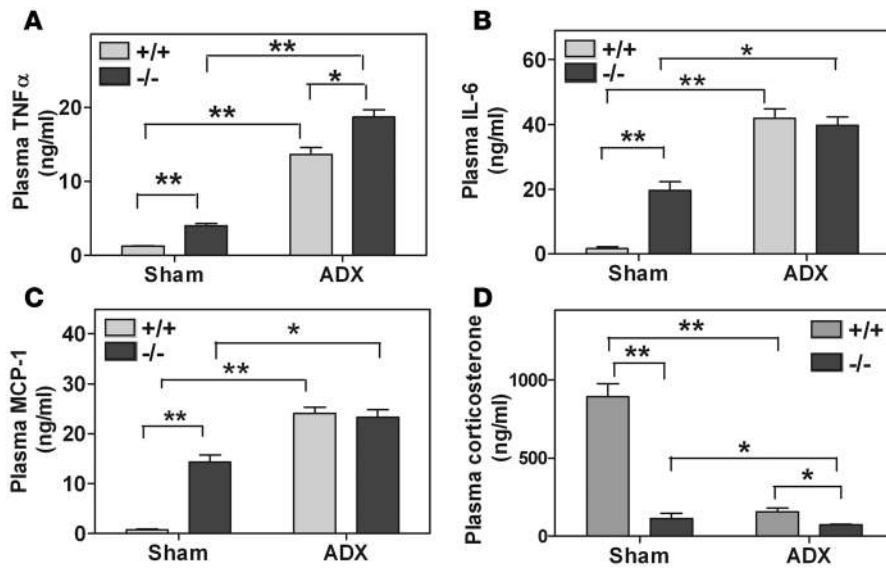 A
+/+
-/-
Plasma TNFα
(ng/ml)
20
10
0
**
**
**
*
Sham
ADX
B
+/+
-/-
Plasma IL-6
(ng/ml)
60
40
20
0
*
**
**
Sham
ADX
C
+/+
-/-
Plasma MCP-1
(ng/ml)
40
30
20
10
0
*
**
**
Sham
ADX
D
+/+
-/-
Plasma corticosterone
(ng/ml)
1000
500
0
**
**
*
*
Sham
ADX